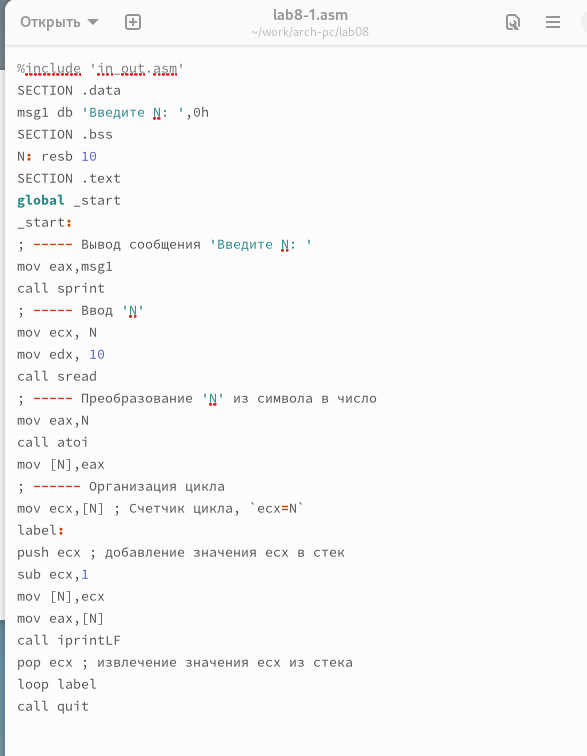 Открыть
lab8-1.asm
~/work/arch-pc/lab08
%include 'in_out.asm'
SECTION .data
msg1 db 'Введите N: ',0h
SECTION .bss
N: resb 10
SECTION .text
global _start
_start:
; ----- Вывод сообщения 'Введите N: '
mov eax,msg1
call sprint
; ----- Ввод 'N'
mov ecx, N
mov edx, 10
call sread
; ----- Преобразование 'N' из символа в число
mov eax,N
call atoi
mov [N],eax
; ------ Организация цикла
mov ecx,[N] ; Счетчик цикла, `ecx=N`
label:
push ecx ; добавление значения ecx в стек
sub ecx,1
mov [N],ecx
mov eax,[N]
call iprintLF
pop ecx ; извлечение значения ecx из стека
loop label
call quit